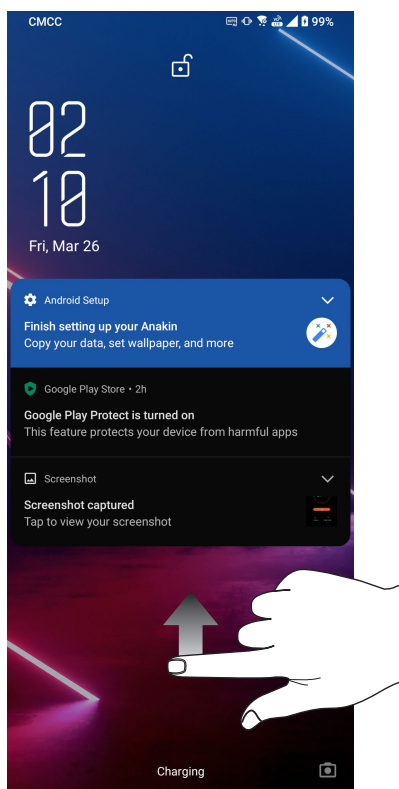 CMCC 99%
02
10
Fri, Mar 26
Android Setup
Finish setting up your Anakin
Copy your data, set wallpaper, and more
Google Play Store • 2h
Google Play Protect is turned on
This feature protects your device from harmful apps
Screenshot
Screenshot captured
Tap to view your screenshot
Charging